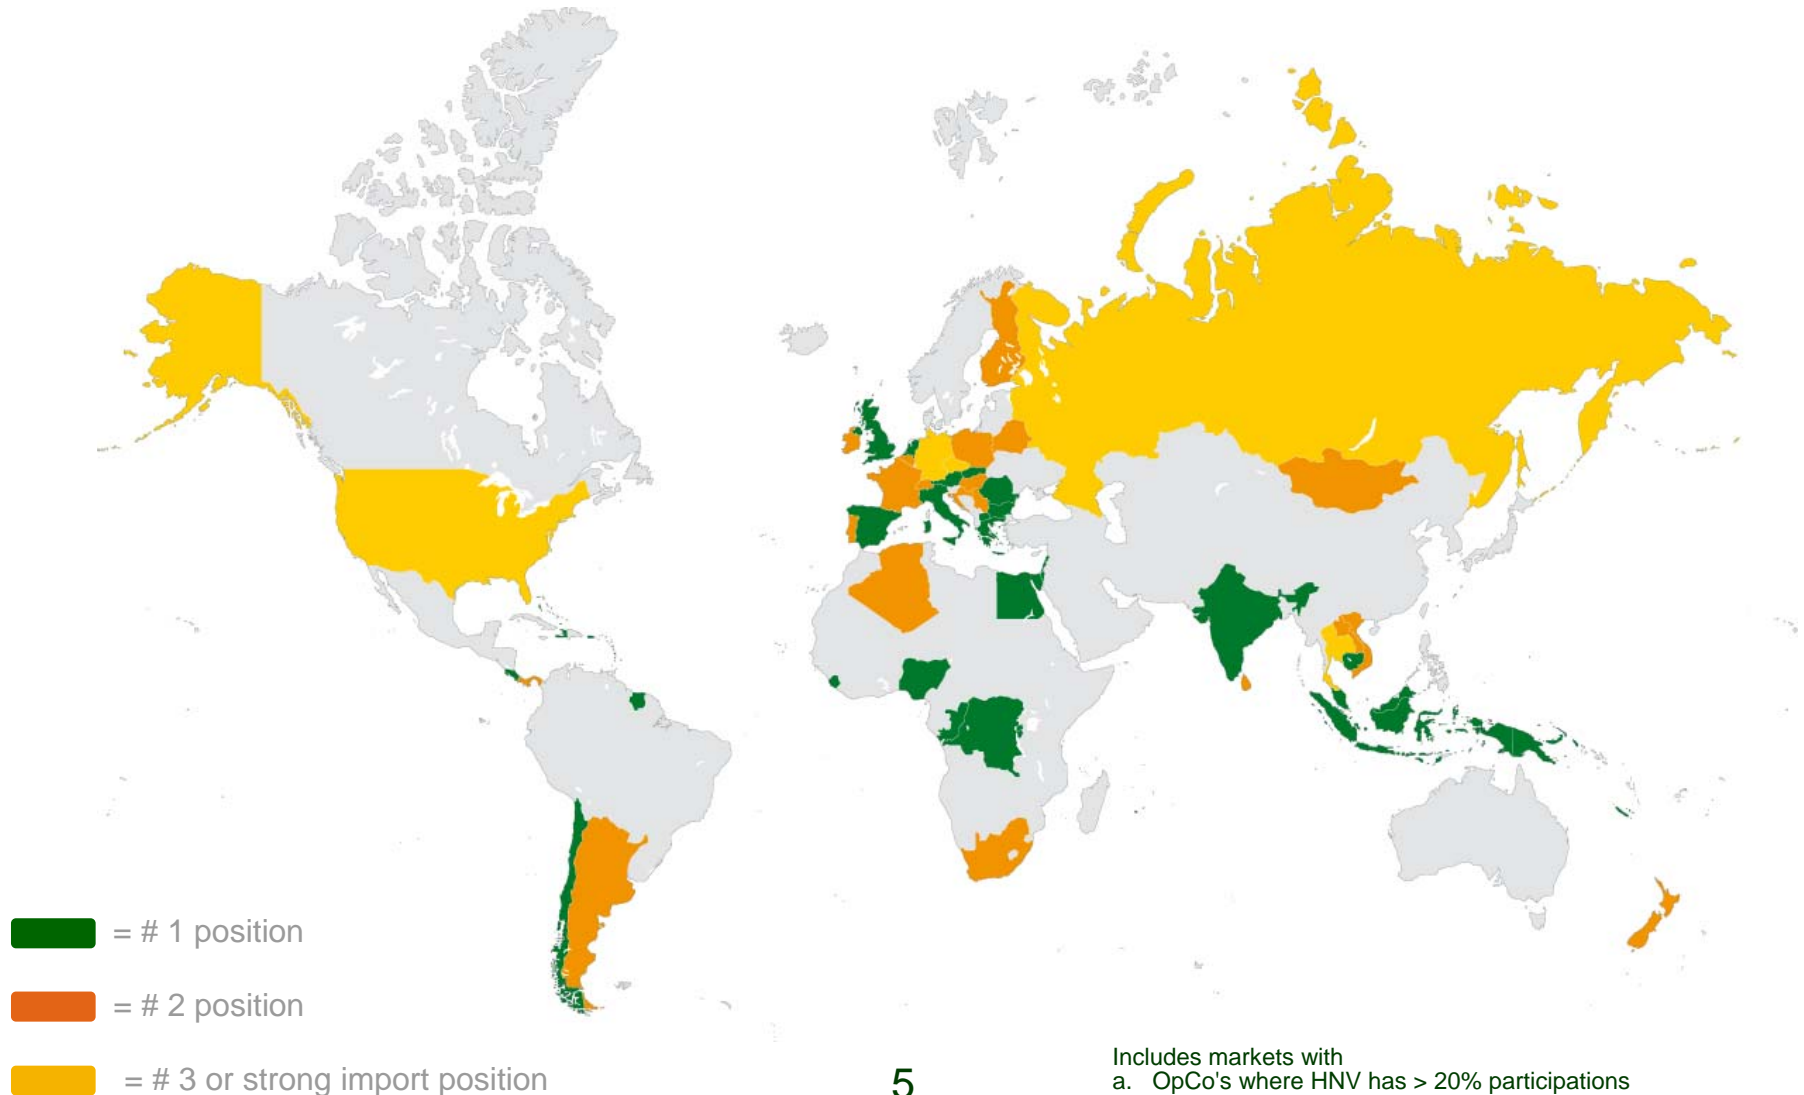 = # 1 position
= # 2 position
= # 3 or strong import position
5
Includes markets with
a. OpCo's where HNV has > 20% participations